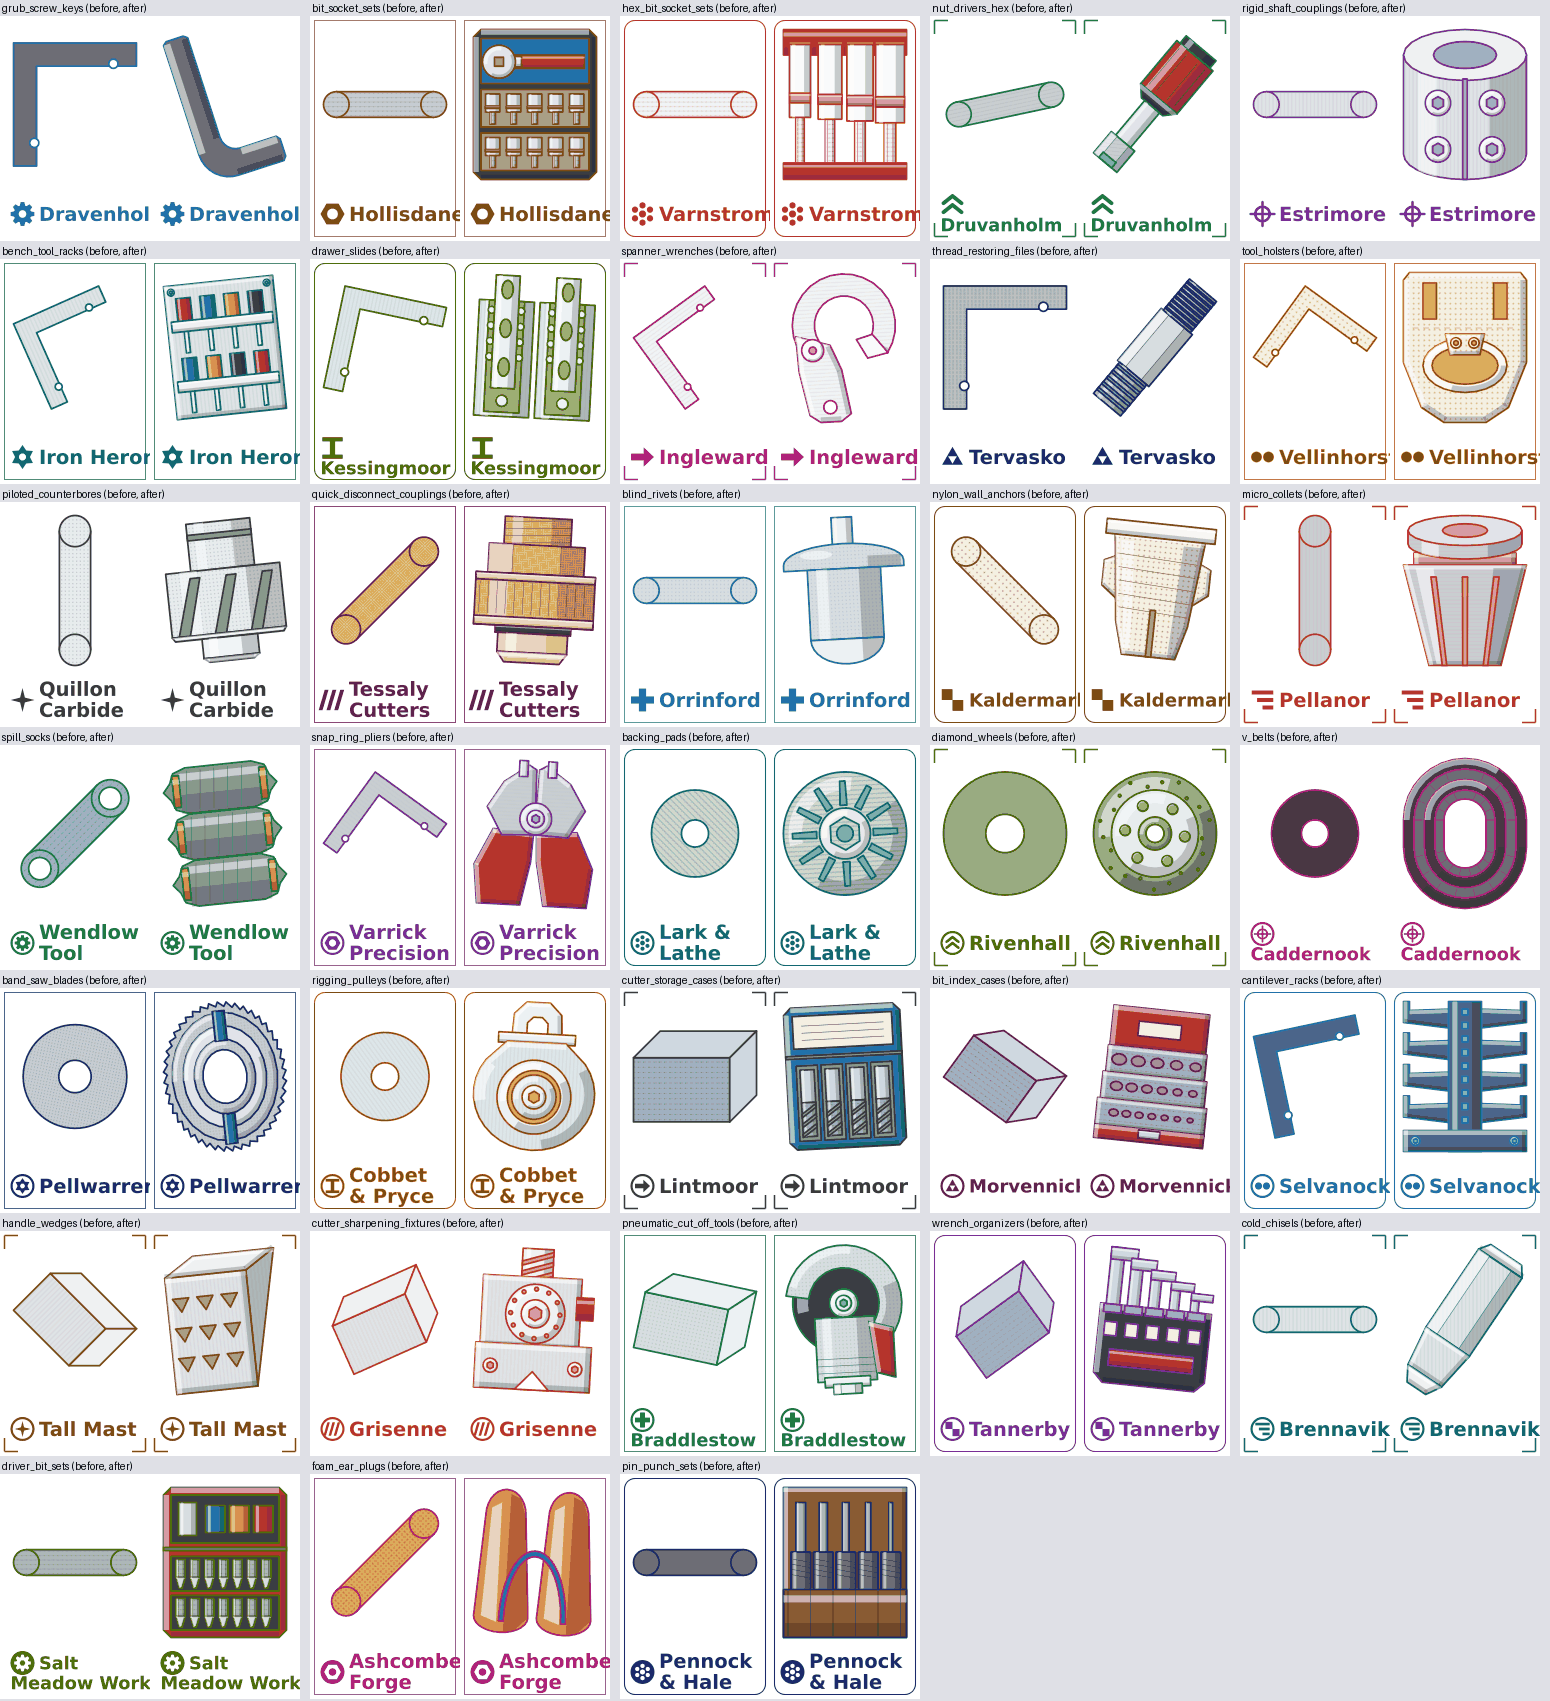 grub_screw_keys (before, after)
Dravenhol Dravenhol
bit_socket_sets (before, after)
Hollisdane Hollisdane
hex_bit_socket_sets (before, after)
Varnstrom Varnstrom
nut_drivers_hex (before, after)
Druvanholm Druvanholm
rigid_shaft_couplings (before, after)
Estrimore Estrimore
bench_tool_racks (before, after)
Iron Heron Iron Heron
drawer_slides (before, after)
Kessingmoor Kessingmoor
spanner_wrenches (before, after)
Ingleward Ingleward
thread_restoring_files (before, after)
Tervasko Tervasko
tool_holsters (before, after)
Vellinhors Vellinhors
piloted_counterbores (before, after)
Quillon Quillon
Carbide Carbide
quick_disconnect_couplings (before, after)
Tessaly Tessaly
Cutters Cutters
blind_rivets (before, after)
Orrinford Orrinford
nylon_wall_anchors (before, after)
Kaldermark Kaldermark
micro_collets (before, after)
Pellanor Pellanor
spill_socks (before, after)
Wendlow Wendlow
Tool Tool
snap_ring_pliers (before, after)
Varrick Varrick
Precision Precision
backing_pads (before, after)
Lark & Lark &
Lathe Lathe
diamond_wheels (before, after)
Rivenhall Rivenhall
v_belts (before, after)
Caddernook Caddernook
band_saw_blades (before, after)
Pellwarren Pellwarren
rigging_pulleys (before, after)
Cobbet Cobbet
& Pryce & Pryce
cutter_storage_cases (before, after)
Lintmoor Lintmoor
bit_index_cases (before, after)
Morvennick Morvennick
cantilever_racks (before, after)
Selvanock Selvanock
handle_wedges (before, after)
Tall Mast Tall Mast
cutter_sharpening_fixtures (before, after)
Grisenne Grisenne
pneumatic_cut_off_tools (before, after)
Braddlestow Braddlestow
wrench_organizers (before, after)
Tannerby Tannerby
cold_chisels (before, after)
Brennavik Brennavik
driver_bit_sets (before, after)
Salt Salt
Meadow Work Meadow Work
foam_ear_plugs (before, after)
Ashcombe Ashcombe
Forge Forge
pin_punch_sets (before, after)
Pennock Pennock
& Hale & Hale